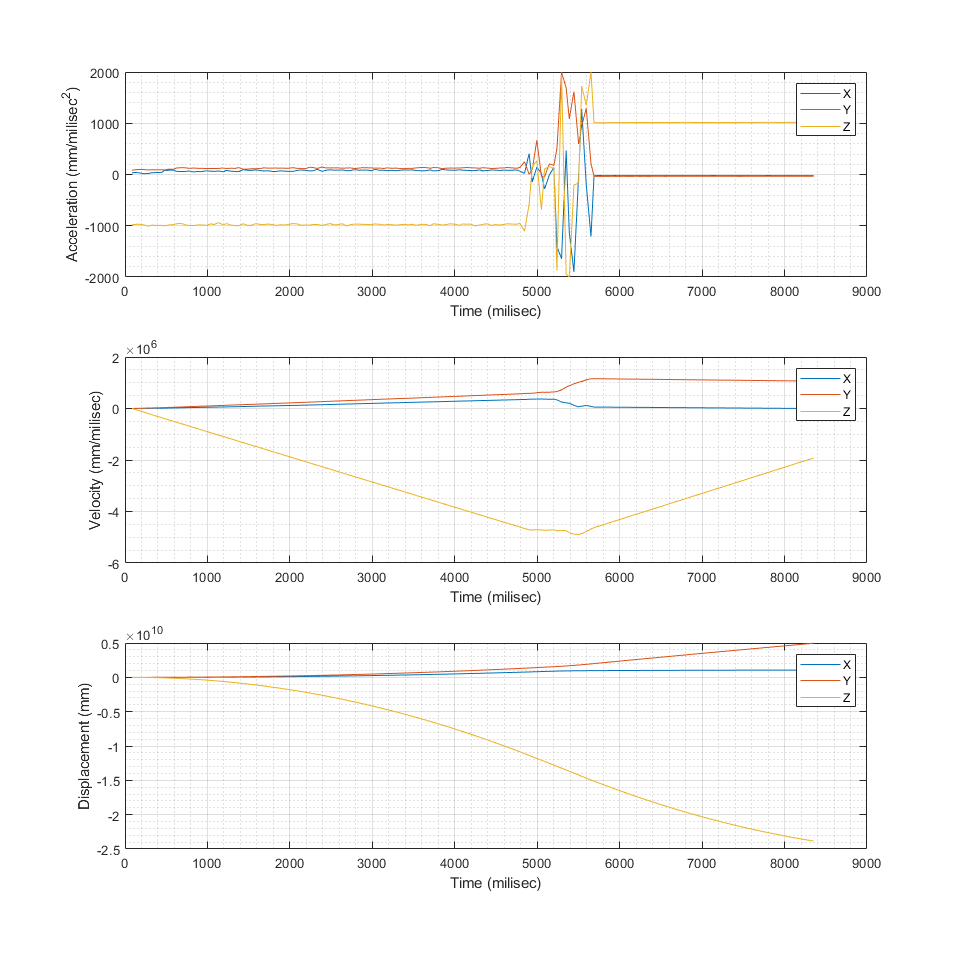 2000
1000
0
-1000
-2000
Acceleration (mm/milisec2)
X
Y
Z
0 1000 2000 3000 4000 5000 6000 7000 8000 9000
Time (milisec)
×106
2
0
-2
-4
-6
Velocity (mm/milisec)
X
Y
Z
0 1000 2000 3000 4000 5000 6000 7000 8000 9000
Time (milisec)
×1010
0.5
0
-0.5
-1
-1.5
-2
-2.5
Displacement (mm)
X
Y
Z
0 1000 2000 3000 4000 5000 6000 7000 8000 9000
Time (milisec)